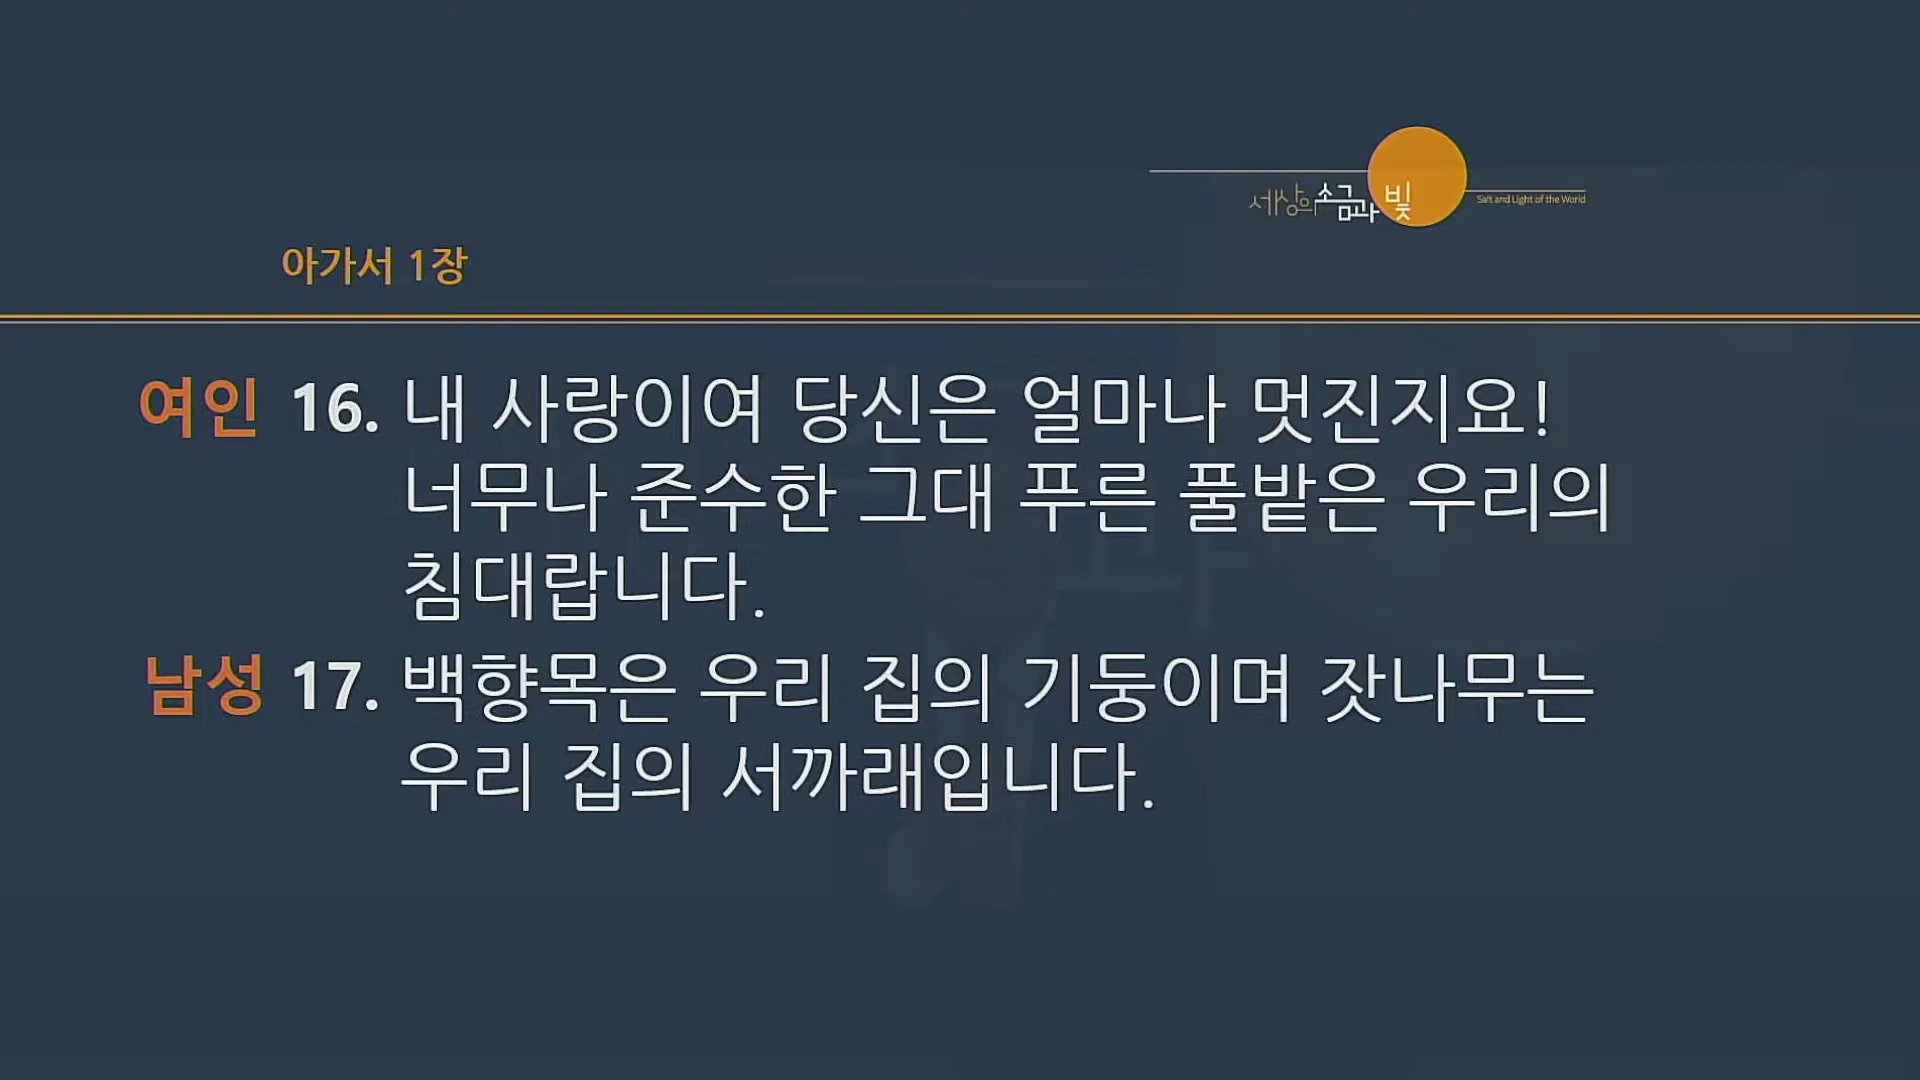 세상의 소금과 빛
Salt and Light of the World
아가서 1장
여인 16. 내 사랑이여 당신은 얼마나 멋진지요!
너무나 준수한 그대 푸른 풀밭은 우리의
침대랍니다.
남성 17. 백향목은 우리 집의 기둥이며 잣나무는
우리 집의 서까래입니다.